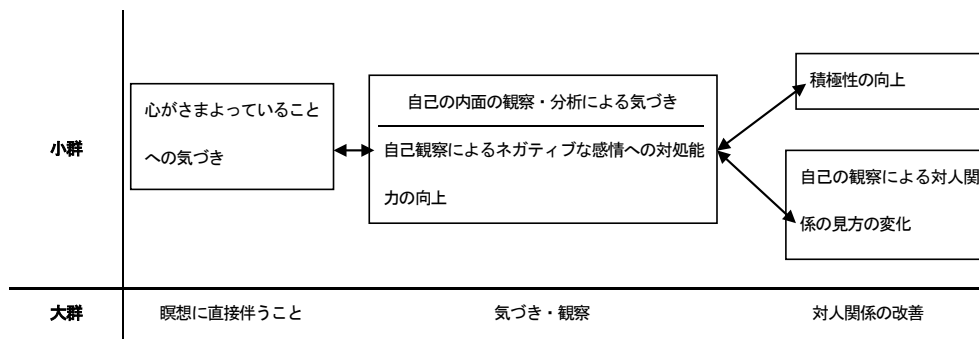 小群
心がさまよっていること
への気づき
自己の内面の観察・分析による気づき
自己観察によるネガティブな感情への対処能
力の向上
積極性の向上
自己の観察による対人関
係の見方の変化
大群
瞑想に直接伴うこと
気づき・観察
対人関係の改善